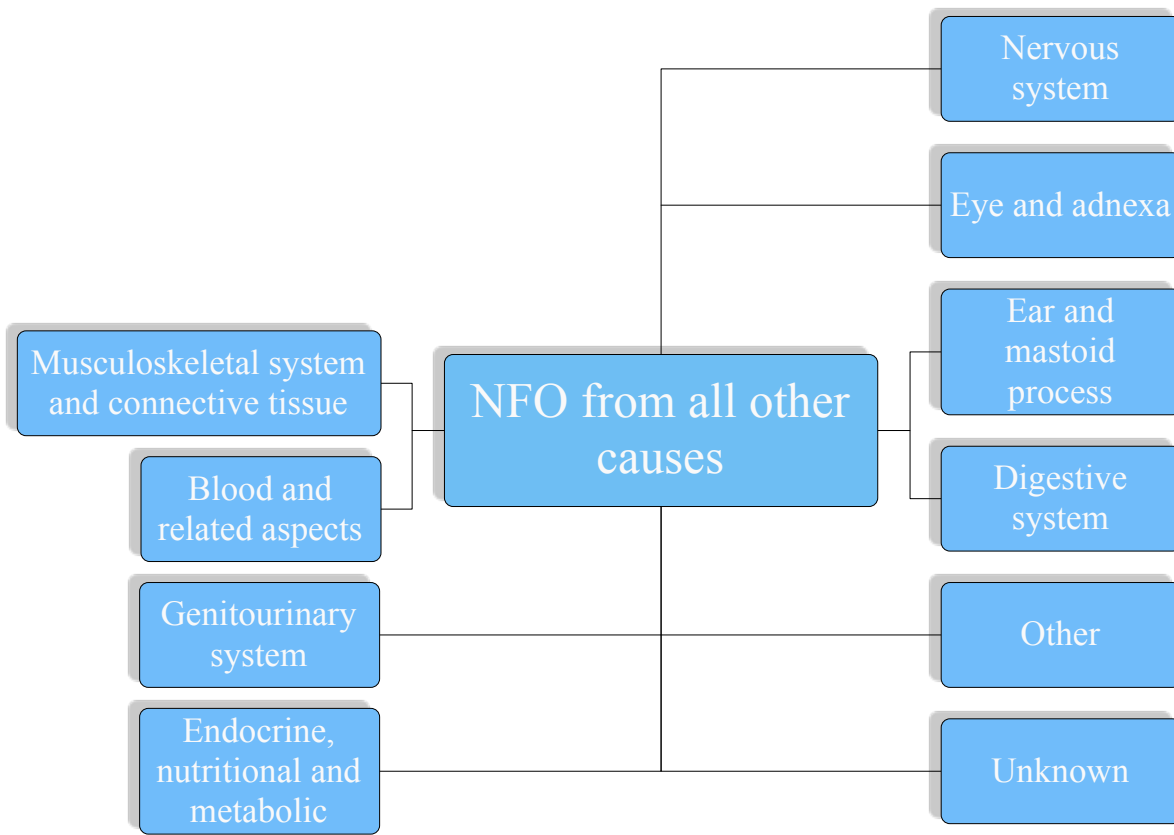 Nervous
system
Eye and adnexa
Ear and
mastoid
process
Musculoskeletal system
and connective tissue
NFO from all other
causes
Blood and
related aspects
Digestive
system
Genitourinary
system
Other
Endocrine,
nutritional and
metabolic
Unknown